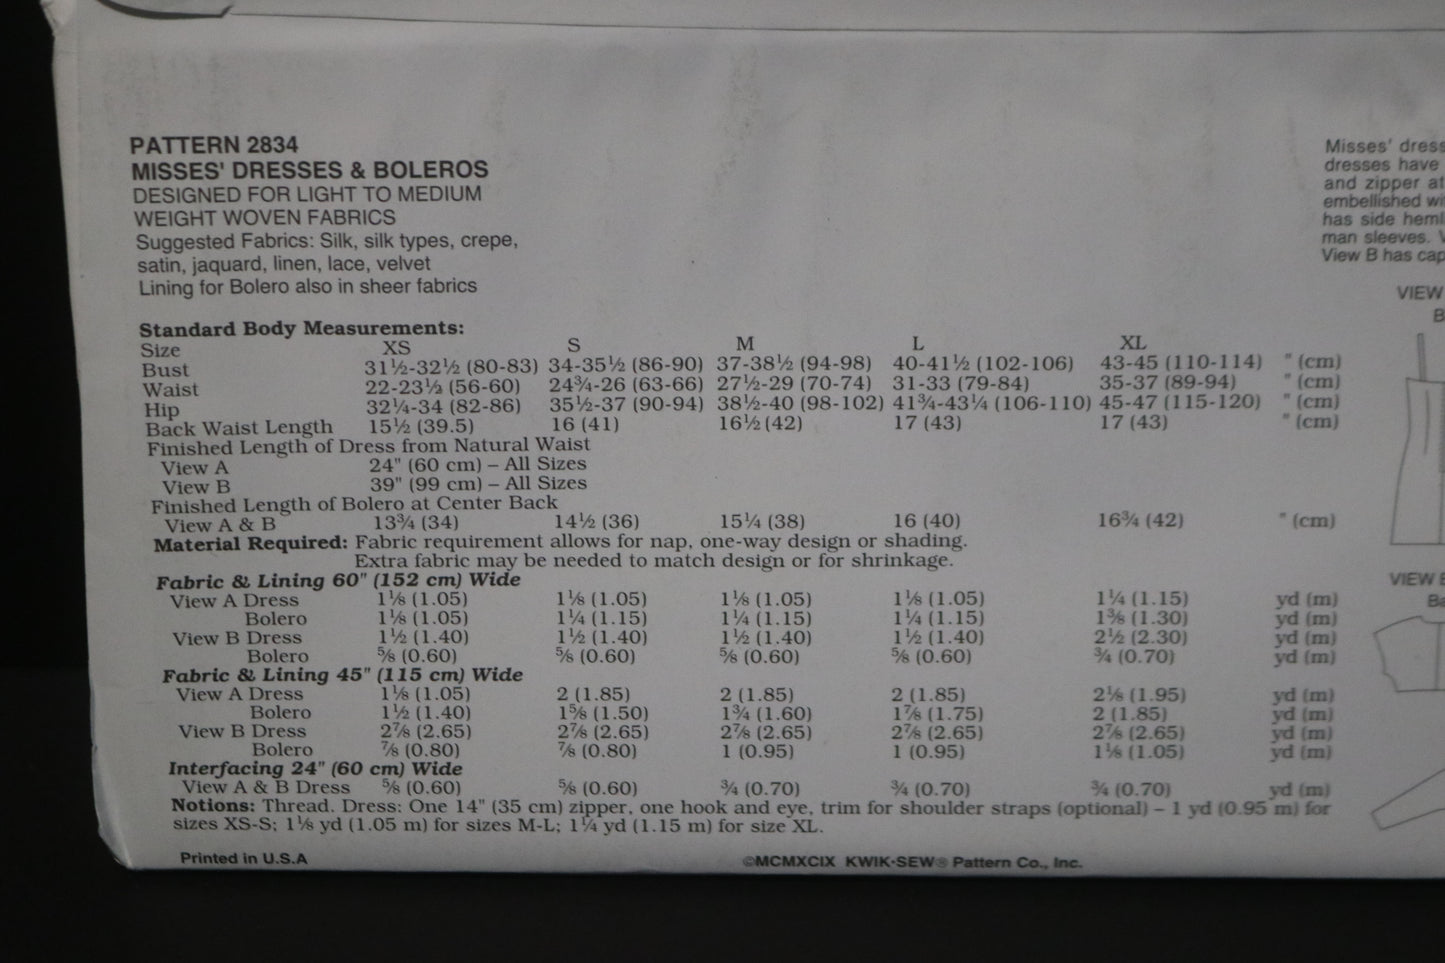 PATTERN 2834
MISSES' DRESSES & BOLEROS
DESIGNED FOR LIGHT TO MEDIUM
WEIGHT WOVEN FABRICS
Suggested Fabrics: Silk, silk types, crepe,
satin, jaquard, linen, lace, velvet
Lining for Bolero also in sheer fabrics
Standard Body Measurements:
Size XS S M L XL
Bust 31½-32½ (80-83) 34-35½ (86-90) 37-38½ (94-98) 40-41½ (102-106) 43-45 (110-114) " (cm)
Waist 22-23½ (56-60) 24¾-26 (63-66) 27½-29 (70-74) 31-33 (79-84) 35-37 (89-94) " (cm)
Hip 32¼-34 (82-86) 35½-37 (90-94) 38½-40 (98-102) 41¾-43¼ (106-110) 45-47 (115-120) " (cm)
Back Waist Length 15½ (39.5) 16 (41) 16½ (42) 17 (43) 17 (43) " (cm)
Finished Length of Dress from Natural Waist
View A 24" (60 cm) – All Sizes
View B 39" (99 cm) – All Sizes
Finished Length of Bolero at Center Back
View A & B 13¾ (34) 14½ (36) 15¼ (38) 16 (40) 16¾ (42) " (cm)
Material Required: Fabric requirement allows for nap, one-way design or shading.
Extra fabric may be needed to match design or for shrinkage.
Fabric & Lining 60" (152 cm) Wide
View A Dress 1⅛ (1.05) 1⅛ (1.05) 1⅛ (1.05) 1⅛ (1.05) 1¼ (1.15) yd (m)
Bolero 1⅛ (1.05) 1¼ (1.15) 1¼ (1.15) 1¼ (1.15) 1⅜ (1.30) yd (m)
View B Dress 1½ (1.40) 1½ (1.40) 1½ (1.40) 1½ (1.40) 2½ (2.30) yd (m)
Bolero ⅝ (0.60) ⅝ (0.60) ⅝ (0.60) ⅝ (0.60) ¾ (0.70) yd (m)
Fabric & Lining 45" (115 cm) Wide
View A Dress 1⅛ (1.05) 2 (1.85) 2 (1.85) 2 (1.85) 2⅛ (1.95) yd (m)
Bolero 1½ (1.40) 1⅝ (1.50) 1¾ (1.60) 1⅞ (1.75) 2 (1.85) yd (m)
View B Dress 2⅞ (2.65) 2⅞ (2.65) 2⅞ (2.65) 2⅞ (2.65) 2⅞ (2.65) yd (m)
Bolero ⅞ (0.80) ⅞ (0.80) 1 (0.95) 1 (0.95) 1⅛ (1.05) yd (m)
Interfacing 24" (60 cm) Wide
View A & B Dress ⅝ (0.60) ⅝ (0.60) ¾ (0.70) ¾ (0.70) ¾ (0.70) yd (m)
Notions: Thread. Dress: One 14" (35 cm) zipper, one hook and eye, trim for shoulder straps (optional) – 1 yd (0.95 m) for
sizes XS-S; 1⅛ yd (1.05 m) for sizes M-L; 1¼ yd (1.15 m) for size XL.
Printed in U.S.A
©MCMXCIX KWIK•SEW® Pattern Co., Inc.
Misses' dress
dresses have
and zipper at
embellished
has side
man sleeves.
View B has
VIEW
VIEW